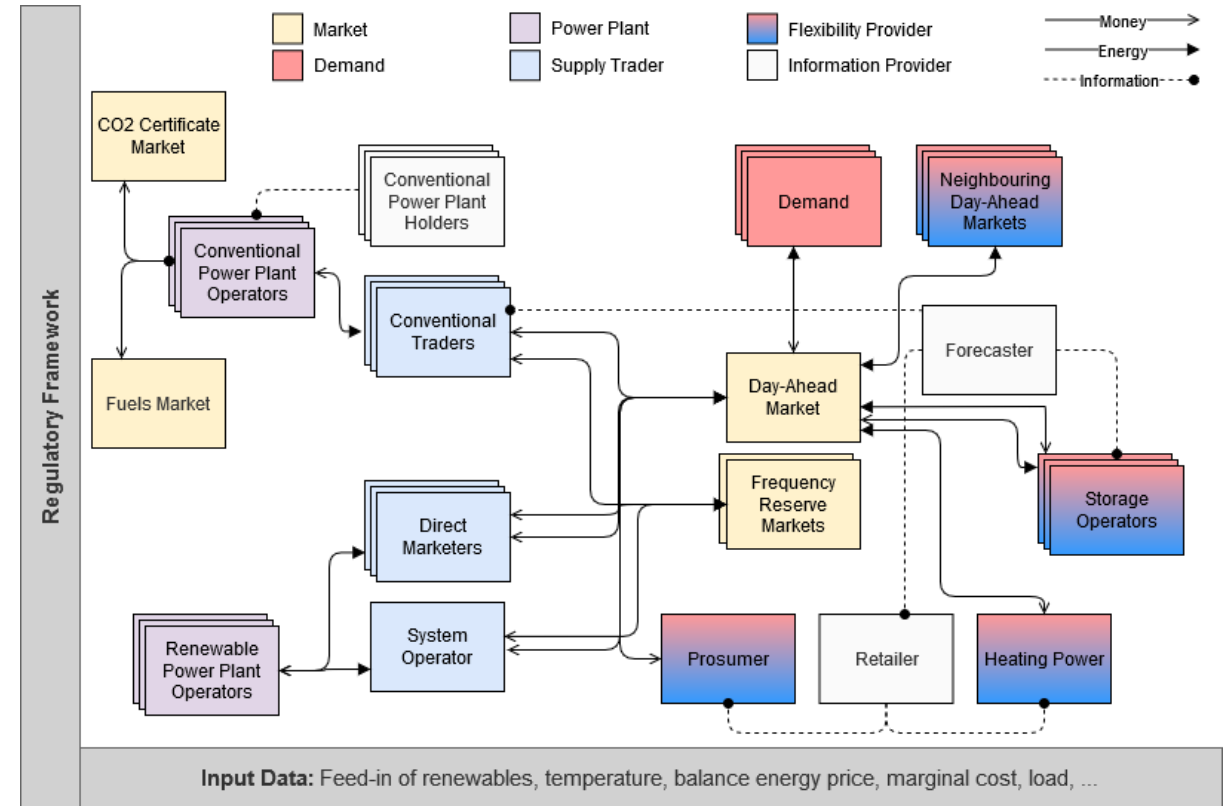 Market
Power Plant
Flexibility Provider
Money
Demand
Supply Trader
Information Provider
Energy
Information
CO2 Certificate
Market
Conventional
Power Plant
Holders
Demand
Neighbouring
Day-Ahead
Markets
Conventional
Power Plant
Operators
Conventional
Traders
Forecaster
Day-Ahead
Market
Fuels Market
Regulatory Framework
Frequency
Reserve
Markets
Storage
Operators
Direct
Marketers
System
Operator
Renewable
Power Plant
Operators
Prosumer
Retailer
Heating Power
Input Data: Feed-in of renewables, temperature, balance energy price, marginal cost, load, ...